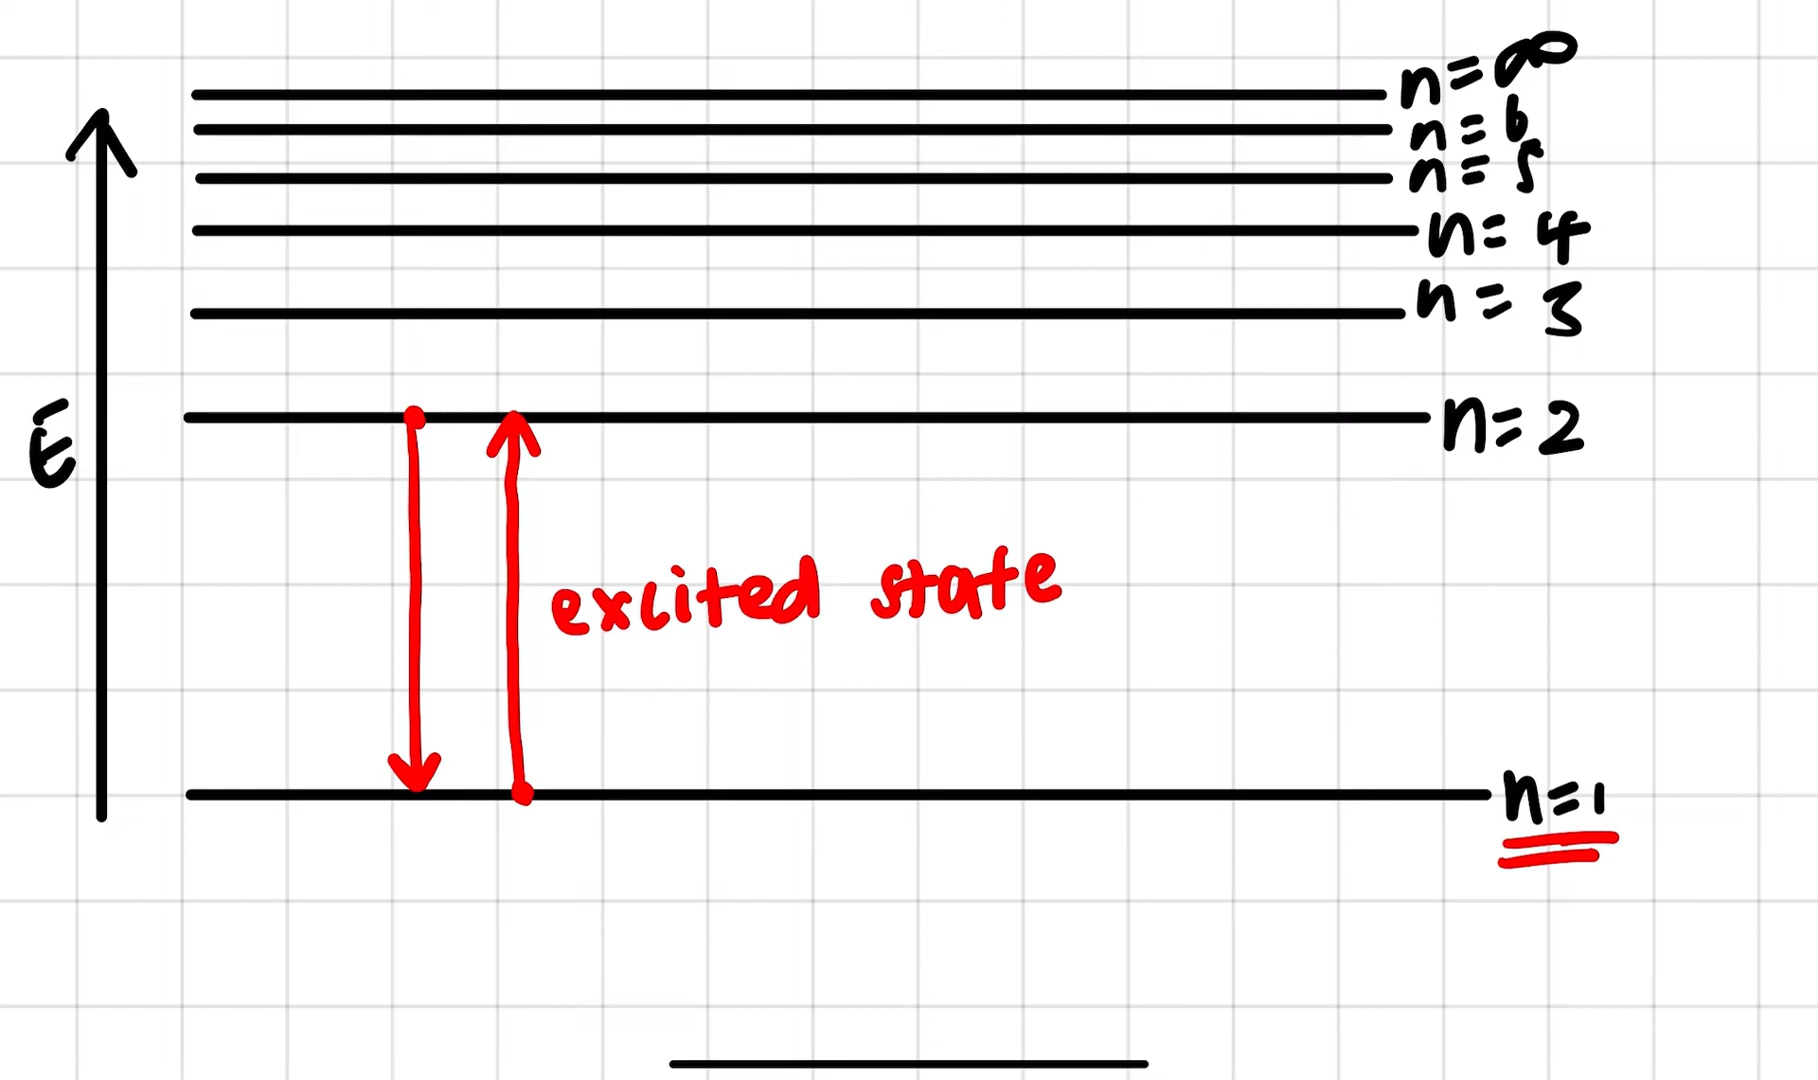 n=∞
n=6
n=5
n=4
n=3
E
n=2
excited state
n=1